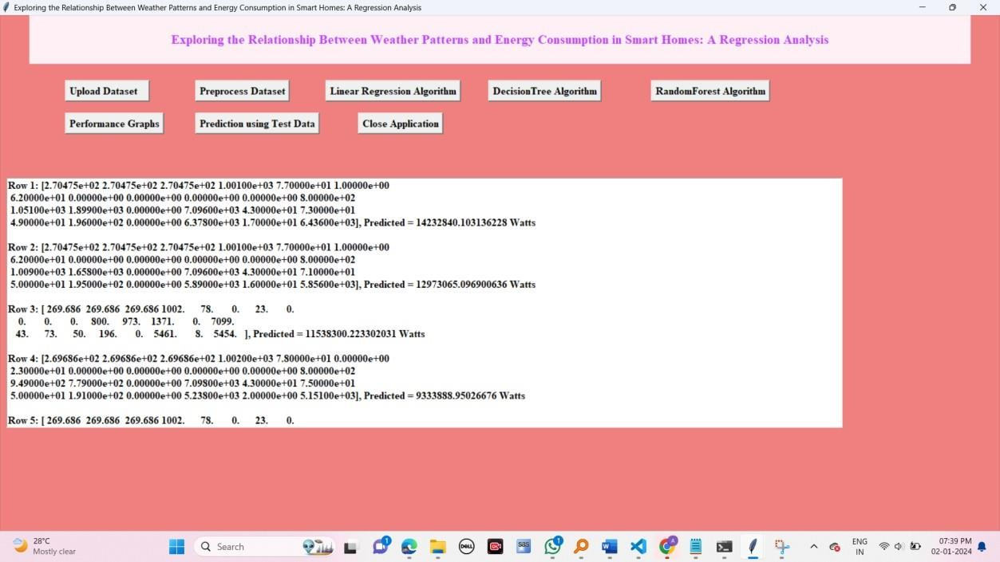 Exploring the Relationship Between Weather Patterns and Energy Consumption in Smart Homes: A Regression Analysis
Exploring the Relationship Between Weather Patterns and Energy Consumption in Smart Homes: A Regression Analysis
Upload Dataset
Preprocess Dataset
Linear Regression Algorithm
DecisionTree Algorithm
RandomForest Algorithm
Performance Graphs
Prediction using Test Data
Close Application
Row 1: [2.70475e+02 2.70475e+02 2.70475e+02 1.00100e+03 7.70000e+01 1.00000e+00
6.20000e+01 0.00000e+00 0.00000e+00 0.00000e+00 0.00000e+00 8.00000e+02
1.05100e+03 1.89900e+03 0.00000e+00 7.09600e+03 4.30000e+01 7.30000e+01
4.90000e+01 1.96000e+02 0.00000e+00 6.37800e+03 1.70000e+01 6.43600e+03], Predicted = 14232840.103136228 Watts
Row 2: [2.70475e+02 2.70475e+02 2.70475e+02 1.00100e+03 7.70000e+01 1.00000e+00
6.20000e+01 0.00000e+00 0.00000e+00 0.00000e+00 0.00000e+00 8.00000e+02
1.00900e+03 1.65800e+03 0.00000e+00 7.09600e+03 4.30000e+01 7.10000e+01
5.00000e+01 1.95000e+02 0.00000e+00 5.89000e+03 1.60000e+01 5.85600e+03], Predicted = 12973065.096900636 Watts
Row 3: [ 269.686 269.686 269.686 1002. 78. 0. 23. 0.
0. 0. 0. 800. 973. 1371. 0. 7099.
43. 73. 50. 196. 0. 5461. 8. 5454. ], Predicted = 11538300.223302031 Watts
Row 4: [2.69686e+02 2.69686e+02 2.69686e+02 1.00200e+03 7.80000e+01 0.00000e+00
2.30000e+01 0.00000e+00 0.00000e+00 0.00000e+00 0.00000e+00 8.00000e+02
9.49000e+02 7.79000e+02 0.00000e+00 7.09800e+03 4.30000e+01 7.50000e+01
5.00000e+01 1.91000e+02 0.00000e+00 5.23800e+03 2.00000e+00 5.15100e+03], Predicted = 9333888.95026676 Watts
Row 5: [ 269.686 269.686 269.686 1002. 78. 0. 23. 0.
28°C
Mostly clear
Search
DELL
sas
1
1
A
ENG
IN
07:39 PM
02-01-2024